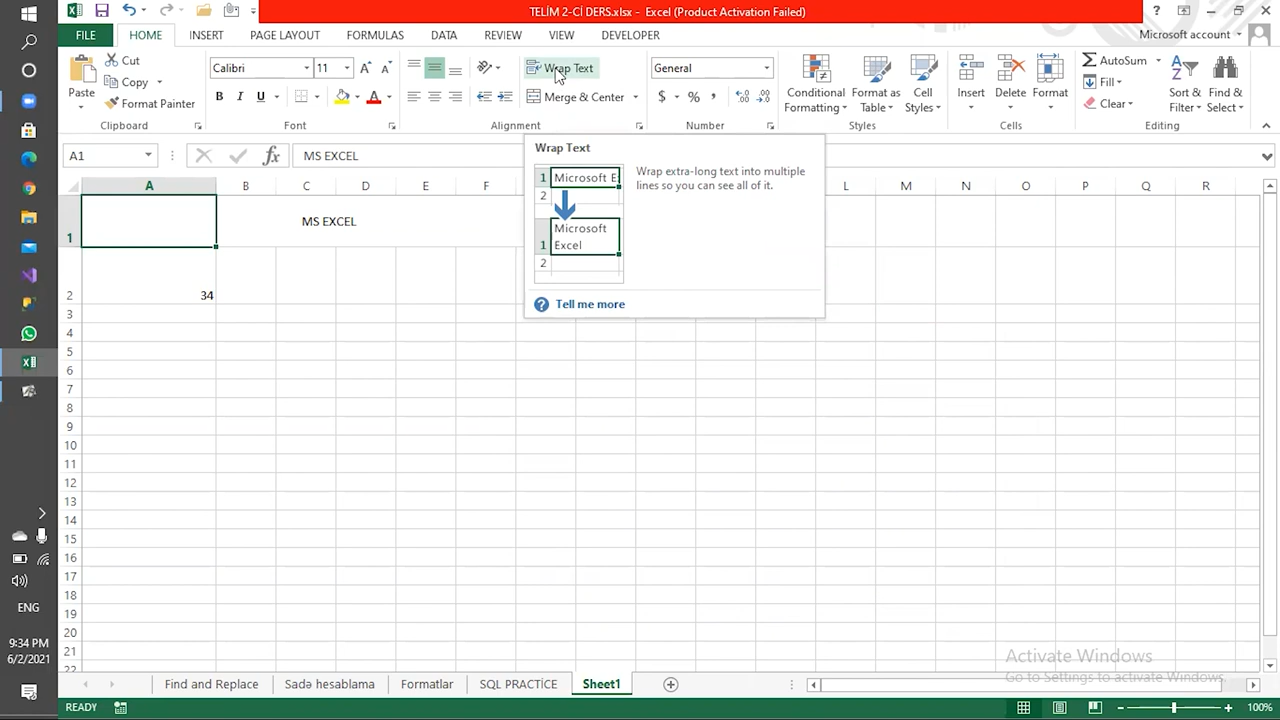 TELİM 2-Cİ DERS.xlsx - Excel (Product Activation Failed)
?
FILE HOME INSERT PAGE LAYOUT FORMULAS DATA REVIEW VIEW DEVELOPER
Microsoft account
Paste
Cut
Copy
Format Painter
Clipboard
Calibri 11
B I U
Font
Wrap Text
Merge & Center
Alignment
General
$ % ,
Number
Conditional Formatting
Format as Table
Cell Styles
Styles
Insert Delete Format
Cells
AutoSum
Fill
Clear
Sort & Filter
Find & Select
Editing
A1 fx MS EXCEL
Wrap Text
1 Microsoft E
2
Microsoft
1 Excel
2
Wrap extra-long text into multiple
lines so you can see all of it.
? Tell me more
A B C D E F L M N O P Q R
1 MS EXCEL
2 34
3
4
5
6
7
8
9
10
11
12
13
14
15
16
17
18
19
20
21
22
ENG
9:34 PM
6/2/2021
Activate Windows
Go to Settings to activate Windows.
Find and Replace Sada hesablama Formatlar SQL PRACTİCE Sheet1
READY 100%